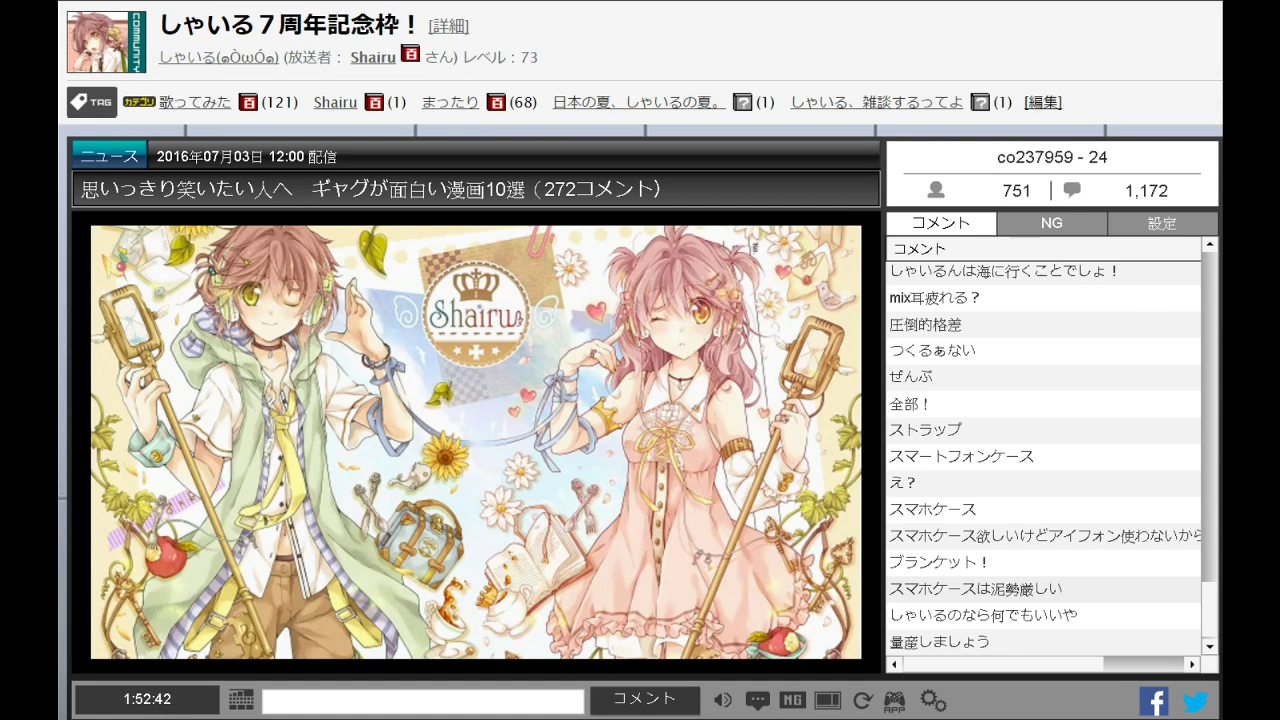 COMMUNITY
しゃいる７周年記念枠！ [詳細]
しゃいる(๑ÒωÓ๑) (放送者： Shairu 百 さん) レベル：73
TAG カテゴリ 歌ってみた 百 (121) Shairu 百 (1) まったり 百 (68) 日本の夏、しゃいるの夏。 ? (1) しゃいる、雑談するってよ ? (1) [編集]
ニュース 2016年07月03日 12:00 配信
思いっきり笑いたい人へ　ギャグが面白い漫画10選（272コメント）
Shairu
co237959 - 24
751 | 1,172
コメント NG 設定
コメント
しゃいるんは海に行くことでしょ！
mix耳疲れる？
圧倒的格差
つくるぁない
ぜんぶ
全部！
ストラップ
スマートフォンケース
え？
スマホケース
スマホケース欲しいけどアイフォン使わないから
ブランケット！
スマホケースは泥勢厳しい
しゃいるのなら何でもいいや
量産しましょう
1:52:42 コメント NG APP